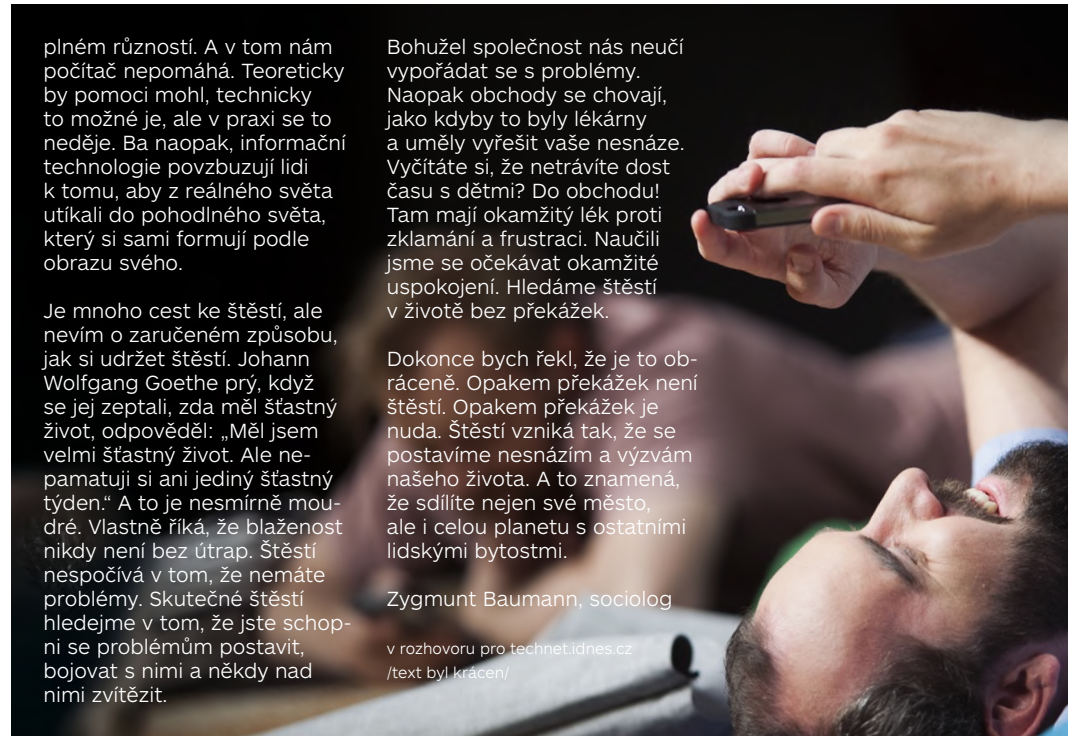 plném různností. A v tom nám
počítač nepomáhá. Teoreticky
by pomoci mohl, technicky
to možné je, ale v praxi se to
neděje. Ba naopak, informační
technologie povzbuzují lidi
k tomu, aby z reálného světa
utíkali do pohodlného světa,
který si sami formují podle
obrazu svého.
Je mnoho cest ke štěstí, ale
nevím o zaručeném způsobu,
jak si udržet štěstí. Johann
Wolfgang Goethe prý, když
se jej zeptali, zda měl šťastný
život, odpověděl: „Měl jsem
velmi šťastný život. Ale ne-
pamatuji si ani jediný šťastný
týden.“ A to je nesmírně mou-
dré. Vlastně říká, že blaženost
nikdy není bez útrap. Štěstí
nespočívá v tom, že nemáte
problémy. Skutečné štěstí
hledejme v tom, že jste schop-
ni se problémům postavit,
bojovat s nimi a někdy nad
nimi zvítězit.
Bohužel společnost nás neučí
vypořádat se s problémy.
Naopak obchody se chovají,
jako kdyby to byly lékárny
a uměly vyřešit vaše nesnáze.
Vyčítáte si, že netrávíte dost
času s dětmi? Do obchodu!
Tam mají okamžitý lék proti
zklamání a frustraci. Naučili
jsme se očekávat okamžité
uspokojení. Hledáme štěstí
v životě bez překážek.
Dokonce bych řekl, že je to ob-
ráceně. Opakem překážek není
štěstí. Opakem překážek je
nuda. Štěstí vzniká tak, že se
postavíme nesnázím a výzvám
našeho života. A to znamená,
že sdílíte nejen své město,
ale i celou planetu s ostatními
lidskými bytostmi.
Zygmunt Baumann, sociolog
v rozhovoru pro technet.idnes.cz
/text byl krácen/